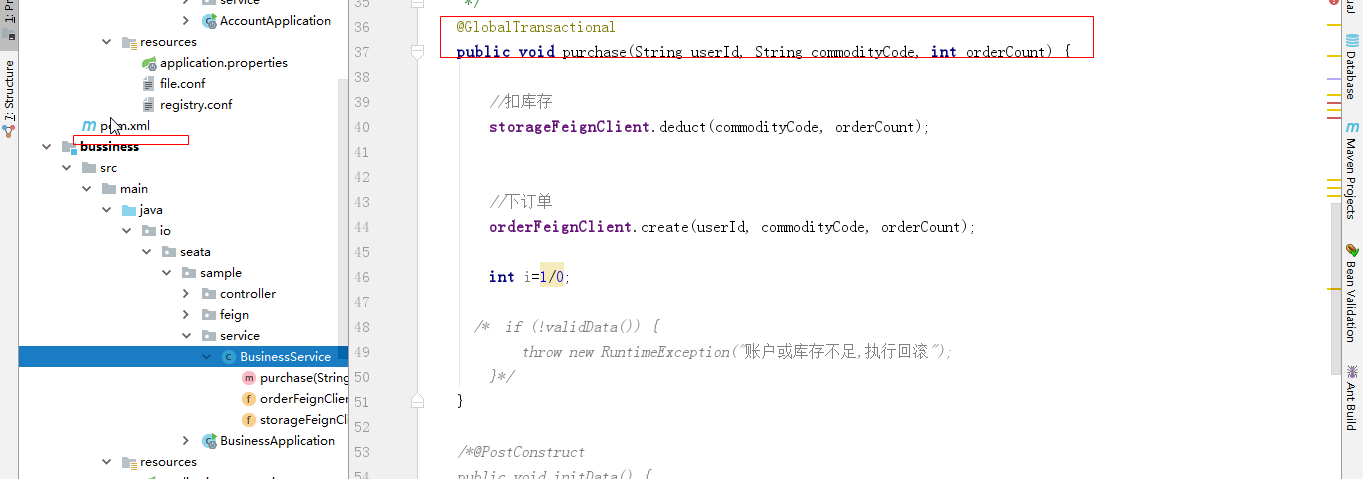 1: Pr
7: Structure
service
AccountApplication
resources
application.properties
file.conf
registry.conf
pom.xml
bussiness
src
main
java
io
seata
sample
controller
feign
service
BusinessService
purchase(String
orderFeignClien
storageFeignCl
BusinessApplication
resources
35 */
36 @GlobalTransactional
37 public void purchase(String userId, String commodityCode, int orderCount) {
38
39 //扣库存
40 storageFeignClient.deduct(commodityCode, orderCount);
41
42
43 //下订单
44 orderFeignClient.create(userId, commodityCode, orderCount);
45
46 int i=1/0;
47
48 /* if (!validData()) {
49 throw new RuntimeException("账户或库存不足,执行回滚");
50 }*/
51 }
52
53 /*@PostConstruct
54 public void initData() {
Database
Maven Projects
Bean Validation
Ant Build